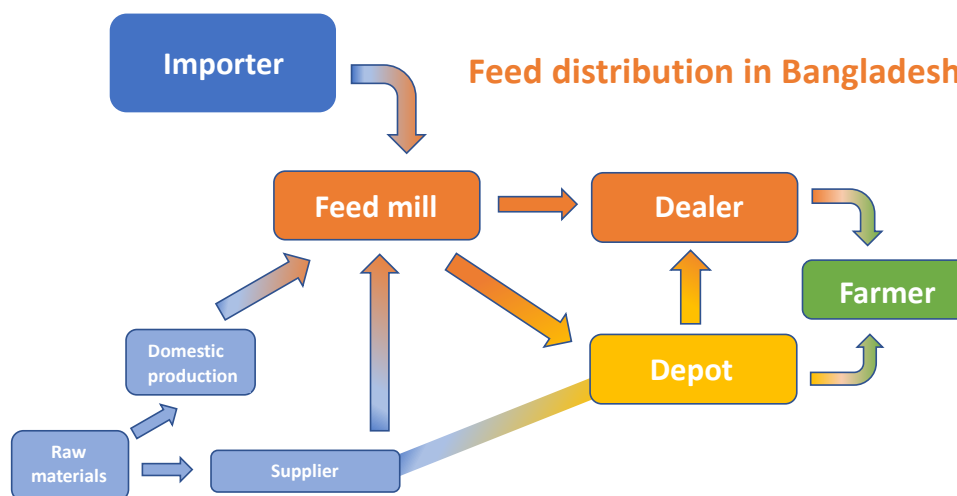 Importer
Feed distribution in Bangladesh
Feed mill
Dealer
Farmer
Domestic
production
Depot
Raw
materials
Supplier